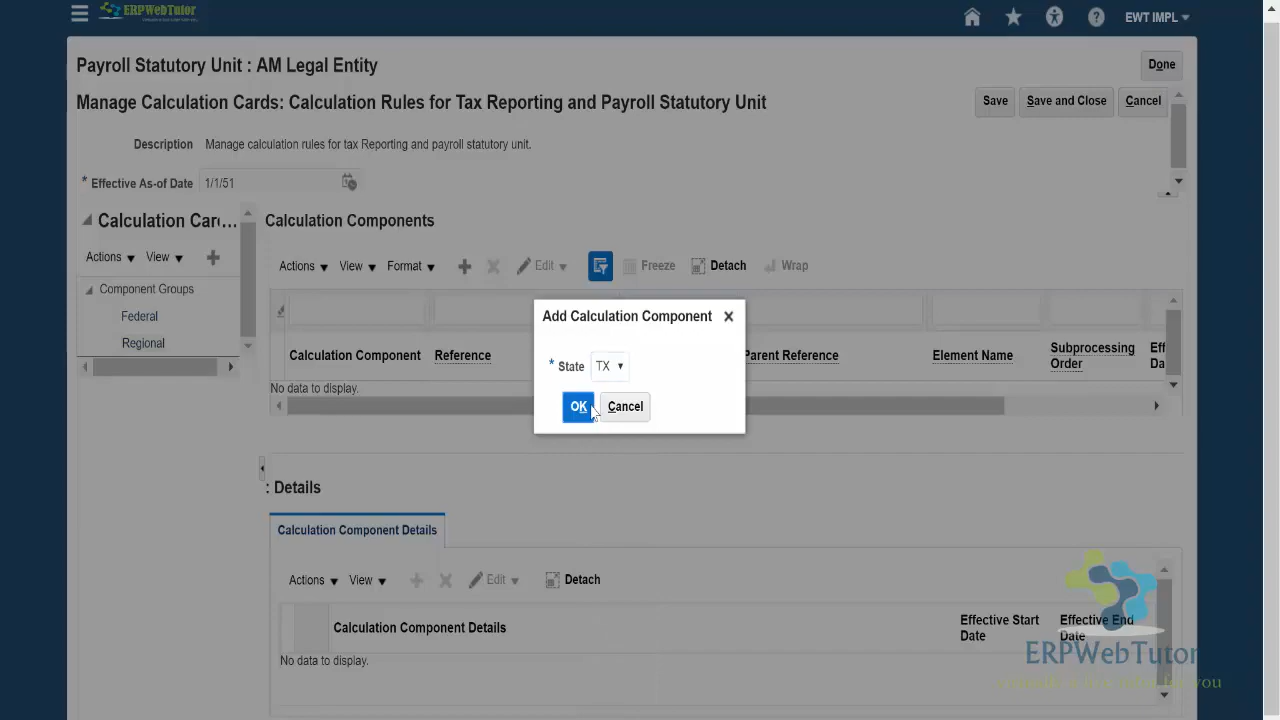 ERPWebTutor
EWT IMPL
Payroll Statutory Unit : AM Legal Entity
Done
Manage Calculation Cards: Calculation Rules for Tax Reporting and Payroll Statutory Unit
Save
Save and Close
Cancel
Description Manage calculation rules for tax Reporting and payroll statutory unit.
* Effective As-of Date 1/1/51
Calculation Car...
Calculation Components
Actions View
Actions View Format Edit Freeze Detach Wrap
Component Groups
Federal
Regional
Add Calculation Component
* State TX
OK Cancel
Calculation Component Reference Parent Reference Element Name Subprocessing Order
No data to display.
: Details
Calculation Component Details
Actions View Edit Detach
Calculation Component Details Effective Start Date Effective End Date
No data to display.
ERPWebTutor